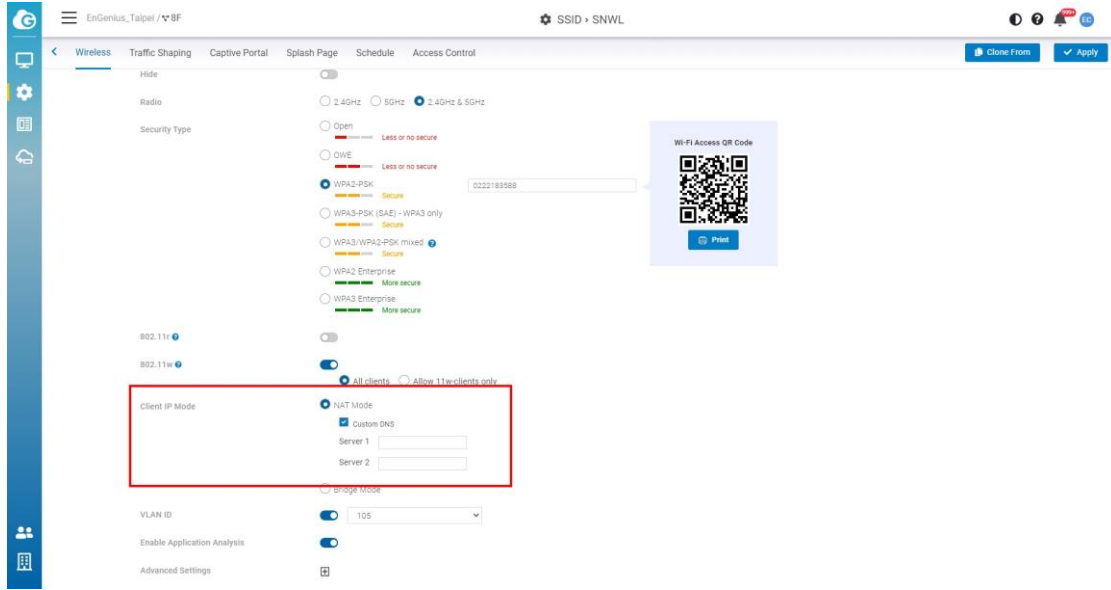 EnGenius_Taipei / 8F
SSID › SNWL
999+
EC
Wireless Traffic Shaping Captive Portal Splash Page Schedule Access Control
Clone From
Apply
Hide
Radio
2.4GHz 5GHz 2.4GHz & 5GHz
Security Type
Open
Less or no secure
OWE
Less or no secure
WPA2-PSK
0222183588
Secure
WPA3-PSK (SAE) - WPA3 only
Secure
WPA3/WPA2-PSK mixed
Secure
WPA2 Enterprise
More secure
WPA3 Enterprise
More secure
Wi-Fi Access QR Code
Print
802.11r
802.11w
All clients Allow 11w-clients only
Client IP Mode
NAT Mode
Custom DNS
Server 1
Server 2
Bridge Mode
VLAN ID
105
Enable Application Analysis
Advanced Settings